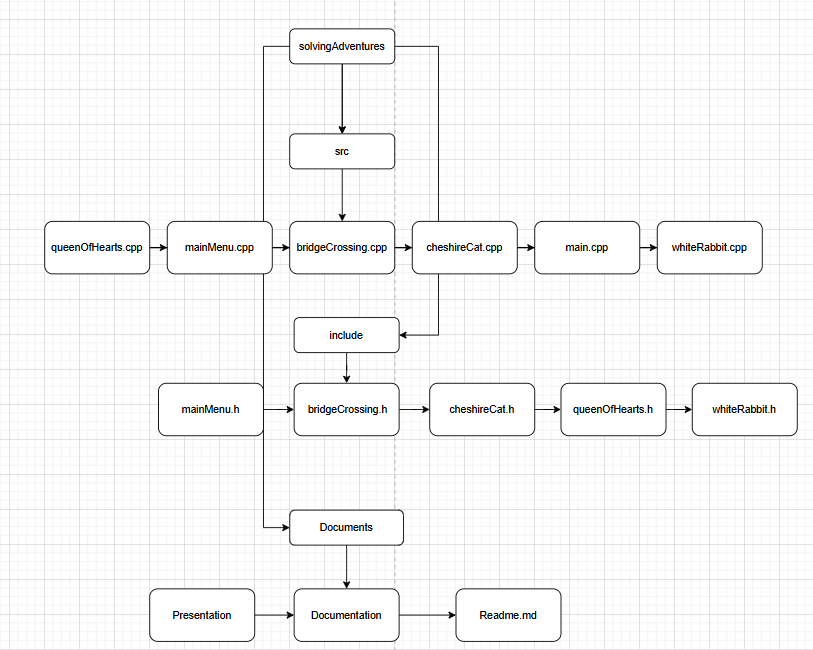 solvingAdventures
src
queenOfHearts.cpp
mainMenu.cpp
bridgeCrossing.cpp
cheshireCat.cpp
main.cpp
whiteRabbit.cpp
include
mainMenu.h
bridgeCrossing.h
cheshireCat.h
queenOfHearts.h
whiteRabbit.h
Documents
Presentation
Documentation
Readme.md